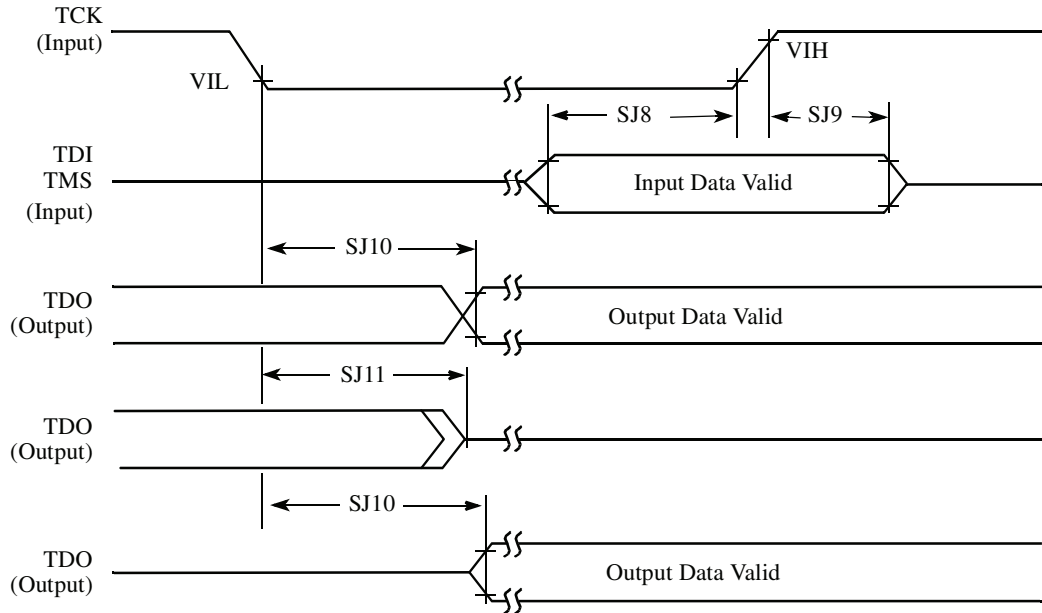 TCK
(Input)
VIH
VIL
SJ8
SJ9
TDI
TMS
(Input)
Input Data Valid
SJ10
TDO
(Output)
Output Data Valid
SJ11
TDO
(Output)
SJ10
TDO
(Output)
Output Data Valid